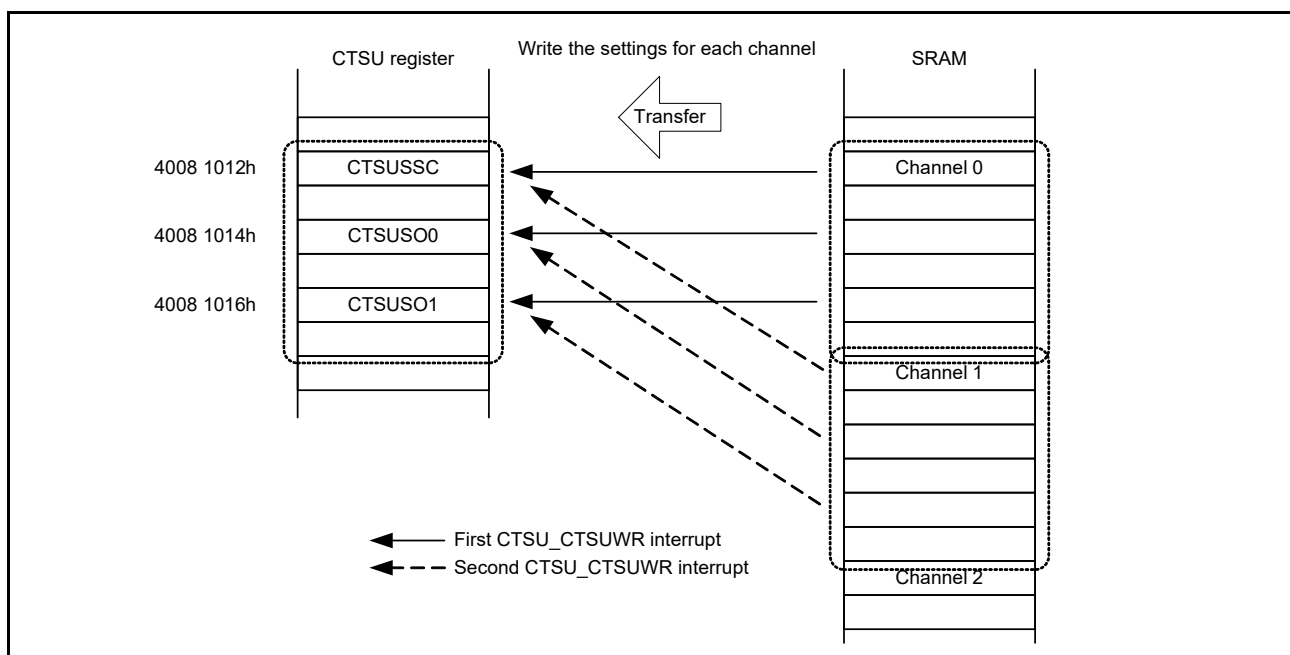 Write the settings for each channel
CTSU register
SRAM
Transfer
4008 1012h
CTSUSSC
Channel 0
4008 1014h
CTSUSO0
4008 1016h
CTSUSO1
Channel 1
First CTSU_CTSUWR interrupt
Second CTSU_CTSUWR interrupt
Channel 2